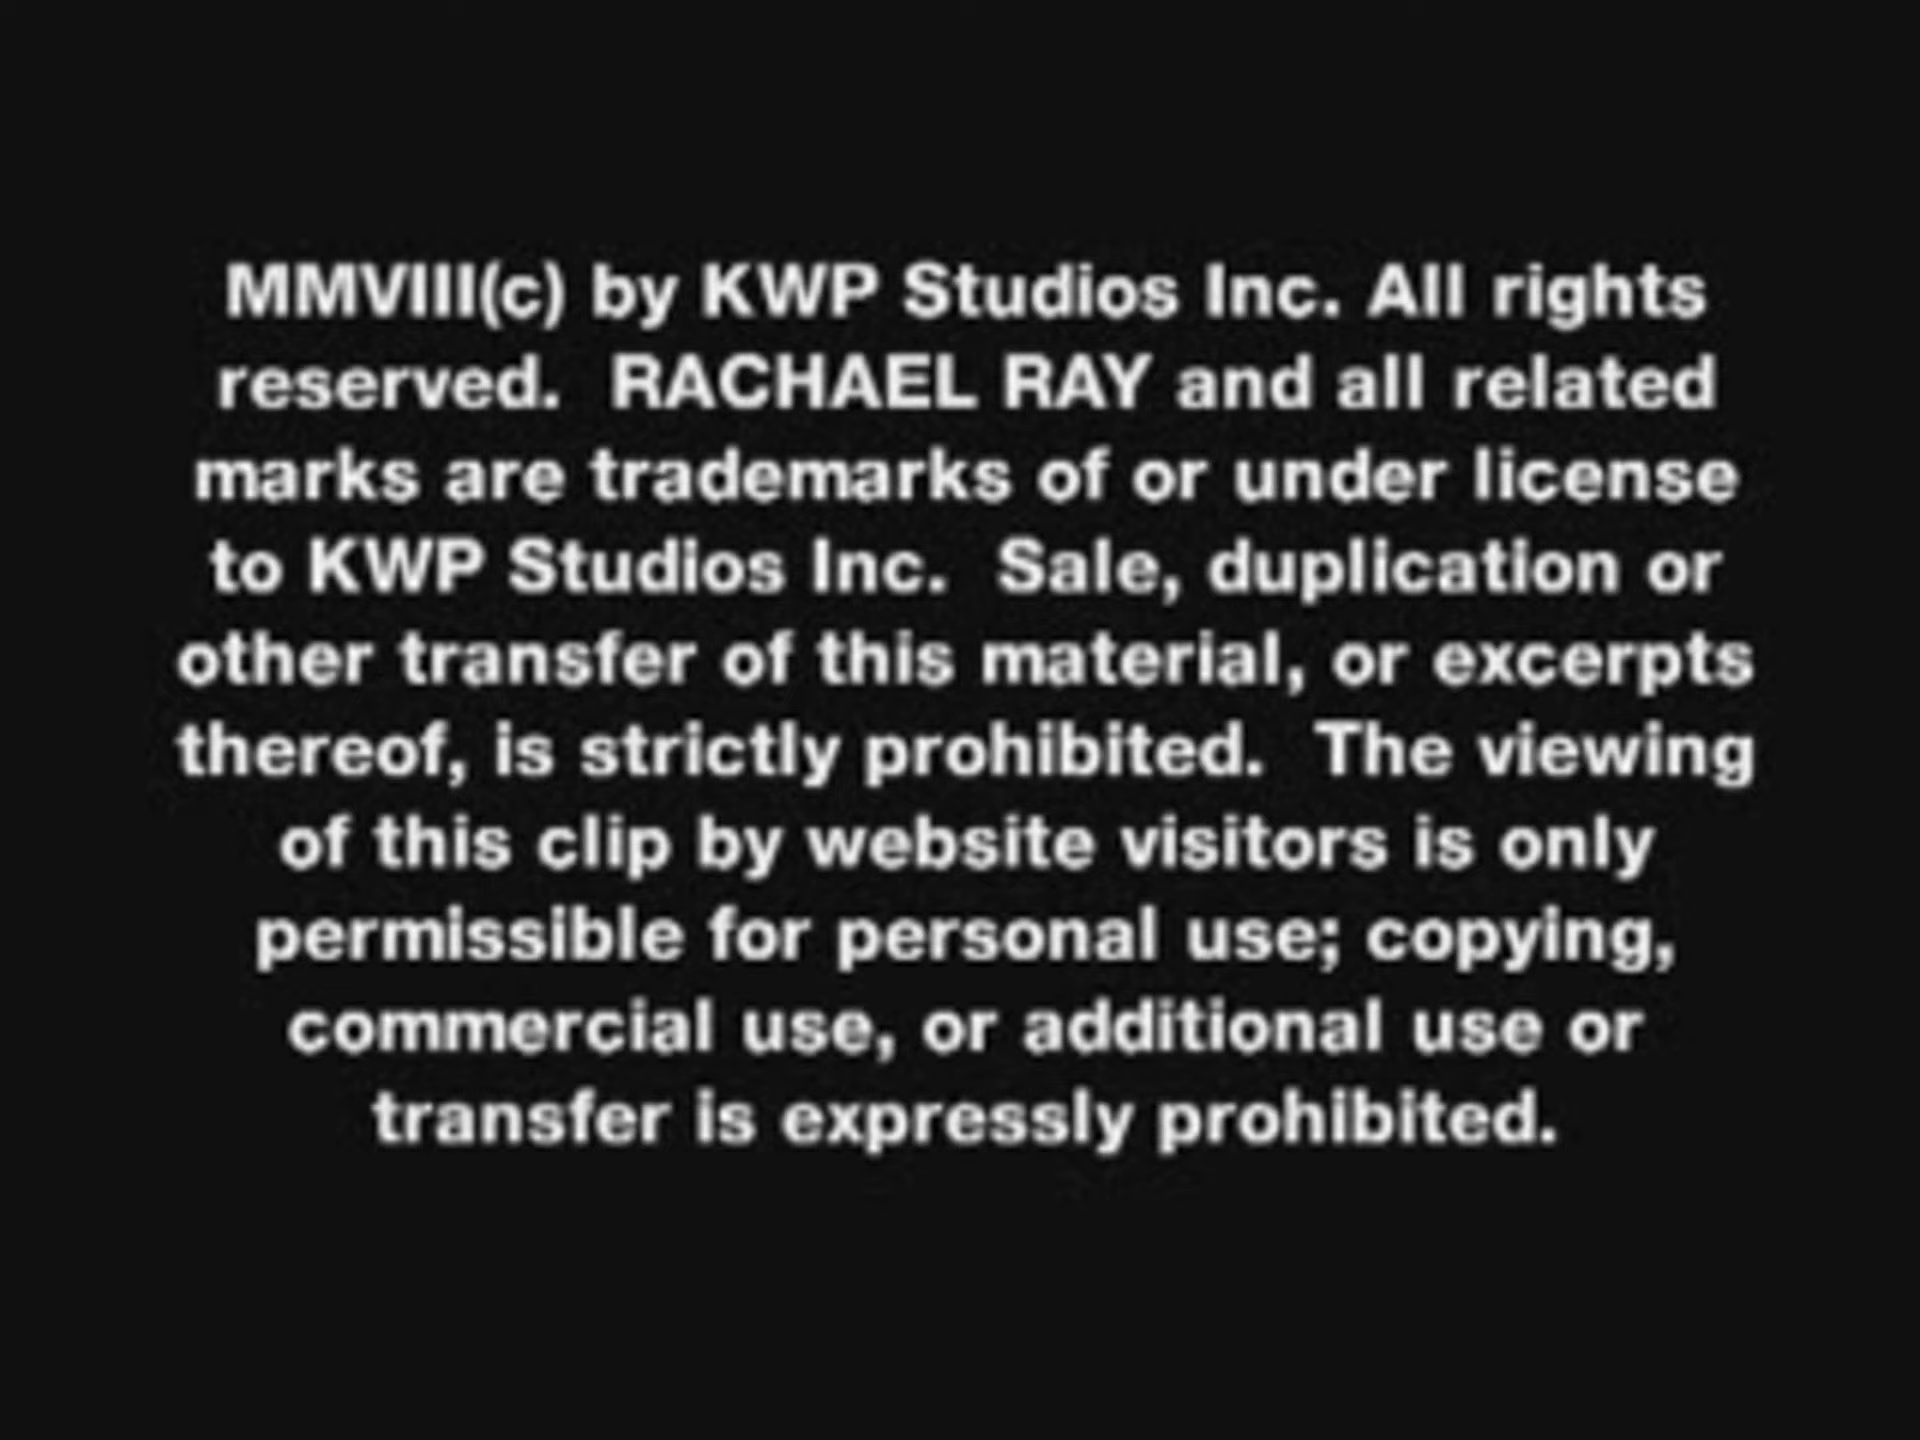 MMVIII(c) by KWP Studios Inc. All rights
reserved.  RACHAEL RAY and all related
marks are trademarks of or under license
to KWP Studios Inc.  Sale, duplication or
other transfer of this material, or excerpts
thereof, is strictly prohibited.  The viewing
of this clip by website visitors is only
permissible for personal use; copying,
commercial use, or additional use or
transfer is expressly prohibited.